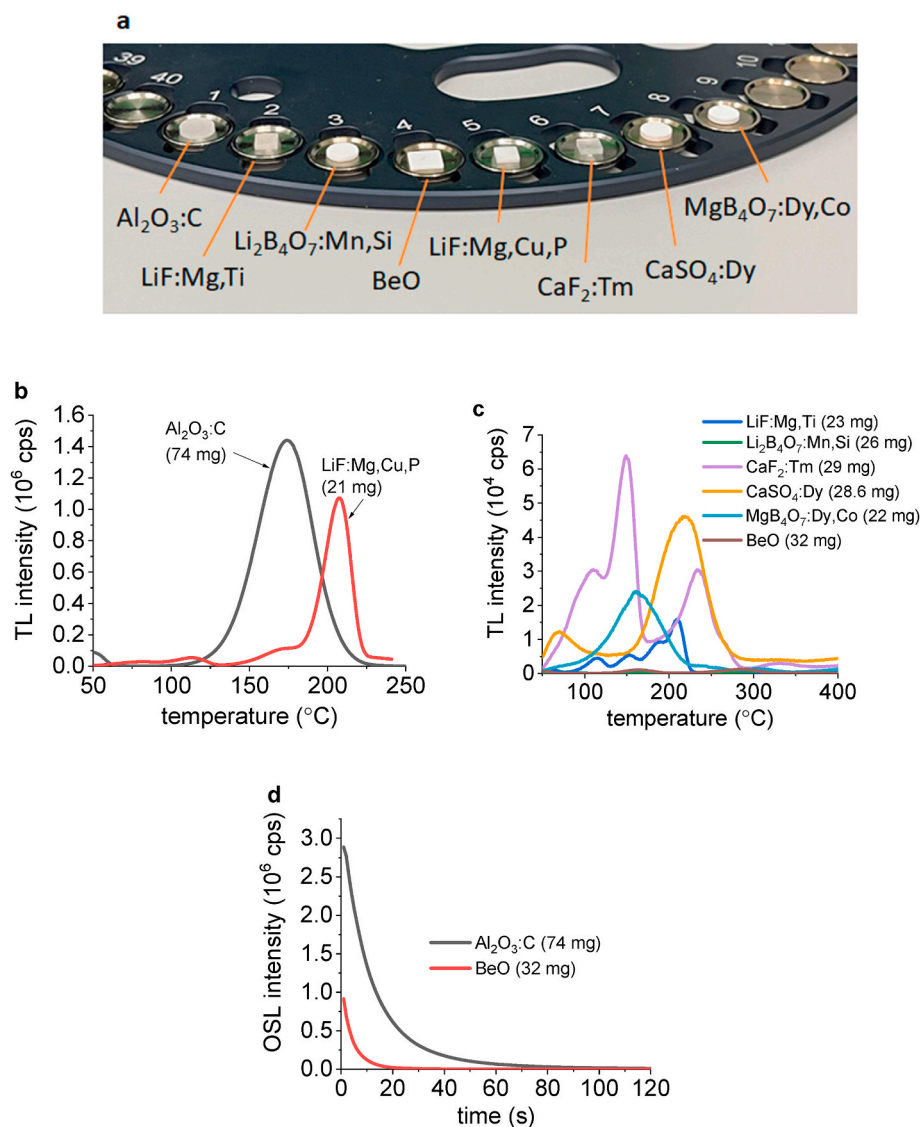 a
39
40
1
2
3
4
5
6
7
8
9
10
Al₂O₃:C
LiF:Mg,Ti
Li₂B₄O₇:Mn,Si
BeO
LiF:Mg,Cu,P
CaF₂:Tm
CaSO₄:Dy
MgB₄O₇:Dy,Co
b
TL intensity (10⁶ cps)
1.6
1.4
1.2
1.0
0.8
0.6
0.4
0.2
0.0
Al₂O₃:C
(74 mg)
LiF:Mg,Cu,P
(21 mg)
50
100
150
200
250
temperature (°C)
c
LiF:Mg,Ti (23 mg)
Li₂B₄O₇:Mn,Si (26 mg)
CaF₂:Tm (29 mg)
CaSO₄:Dy (28.6 mg)
MgB₄O₇:Dy,Co (22 mg)
BeO (32 mg)
TL intensity (10⁴ cps)
7
6
5
4
3
2
1
0
100
200
300
400
temperature (°C)
d
OSL intensity (10⁶ cps)
3.0
2.5
2.0
1.5
1.0
0.5
0.0
Al₂O₃:C (74 mg)
BeO (32 mg)
0
20
40
60
80
100
120
time (s)